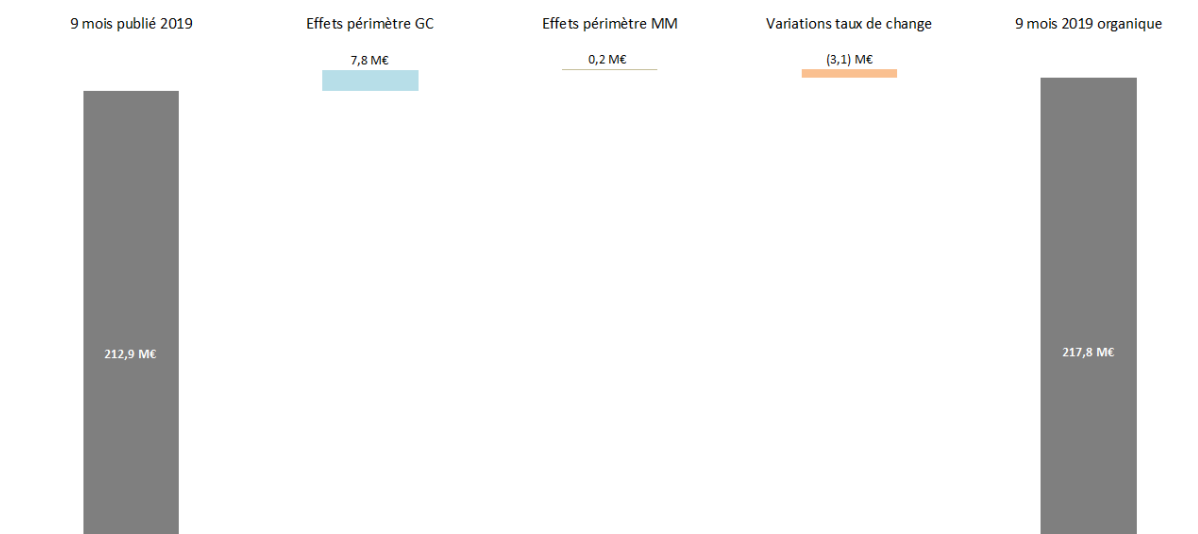 9 mois publié 2019
Effets périmètre GC
Effets périmètre MM
Variations taux de change
9 mois 2019 organique
7,8 M€
0,2 M€
(3,1) M€
212,9 M€
217,8 M€